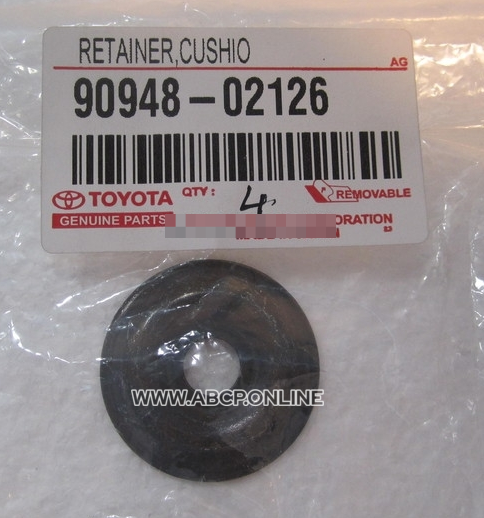 RETAINER,CUSHIO
AG
90948-02126
TOYOTA QTY : 4 REMOVABLE
GENUINE PARTS ORATION
WWW.ABCP.ONLINE